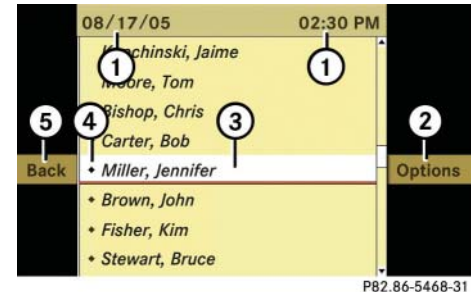 08/17/05 02:30 PM
Jaime
1 1
Moore, Tom
Bishop, Chris
5 4 3 2
Carter, Bob
Back Miller, Jennifer Options
Brown, John
Fisher, Kim
Stewart, Bruce
P82.86-5468-31